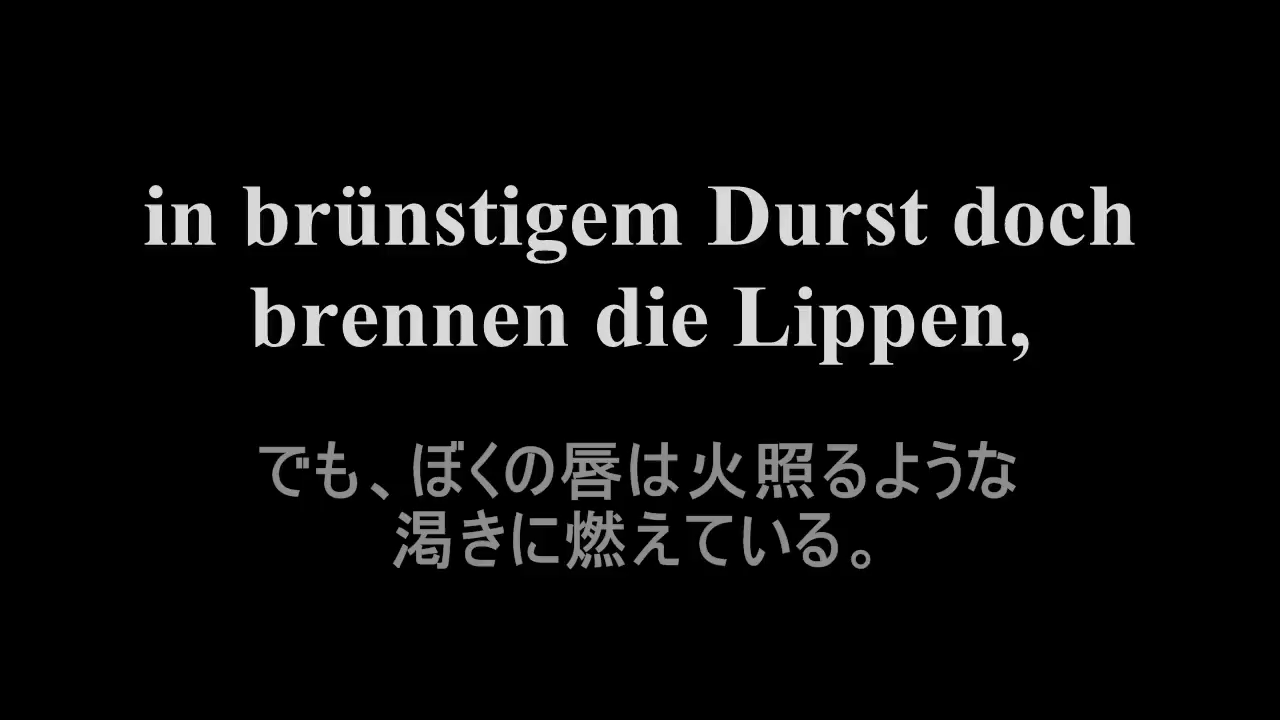 in brünstigem Durst doch
brennen die Lippen,
でも、ぼくの唇は火照るような
渇きに燃えている。